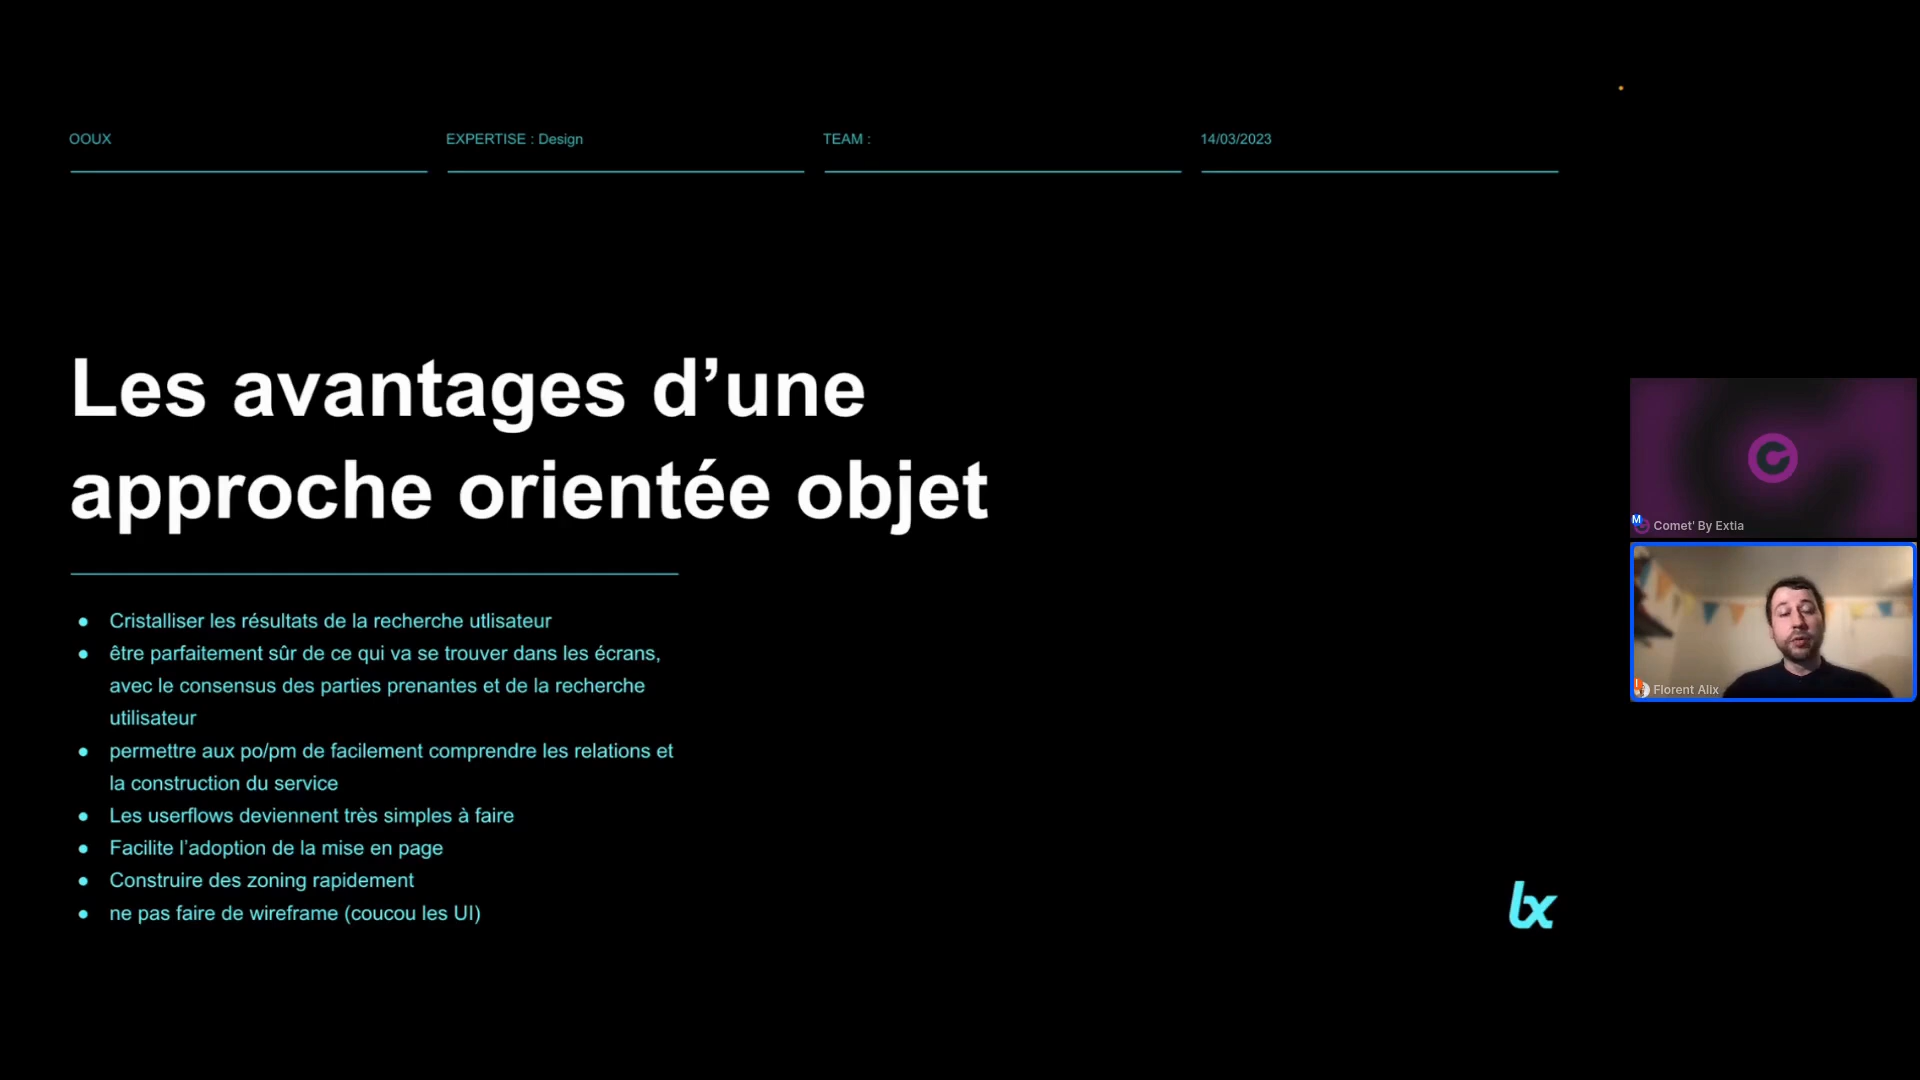 OOUX
EXPERTISE : Design
TEAM :
14/03/2023
Les avantages d’une
approche orientée objet
● Cristalliser les résultats de la recherche utlisateur
● être parfaitement sûr de ce qui va se trouver dans les écrans,
avec le consensus des parties prenantes et de la recherche
utilisateur
● permettre aux po/pm de facilement comprendre les relations et
la construction du service
● Les userflows deviennent très simples à faire
● Facilite l’adoption de la mise en page
● Construire des zoning rapidement
● ne pas faire de wireframe (coucou les UI)
lx
M
Comet' By Extia
I
Florent Alix